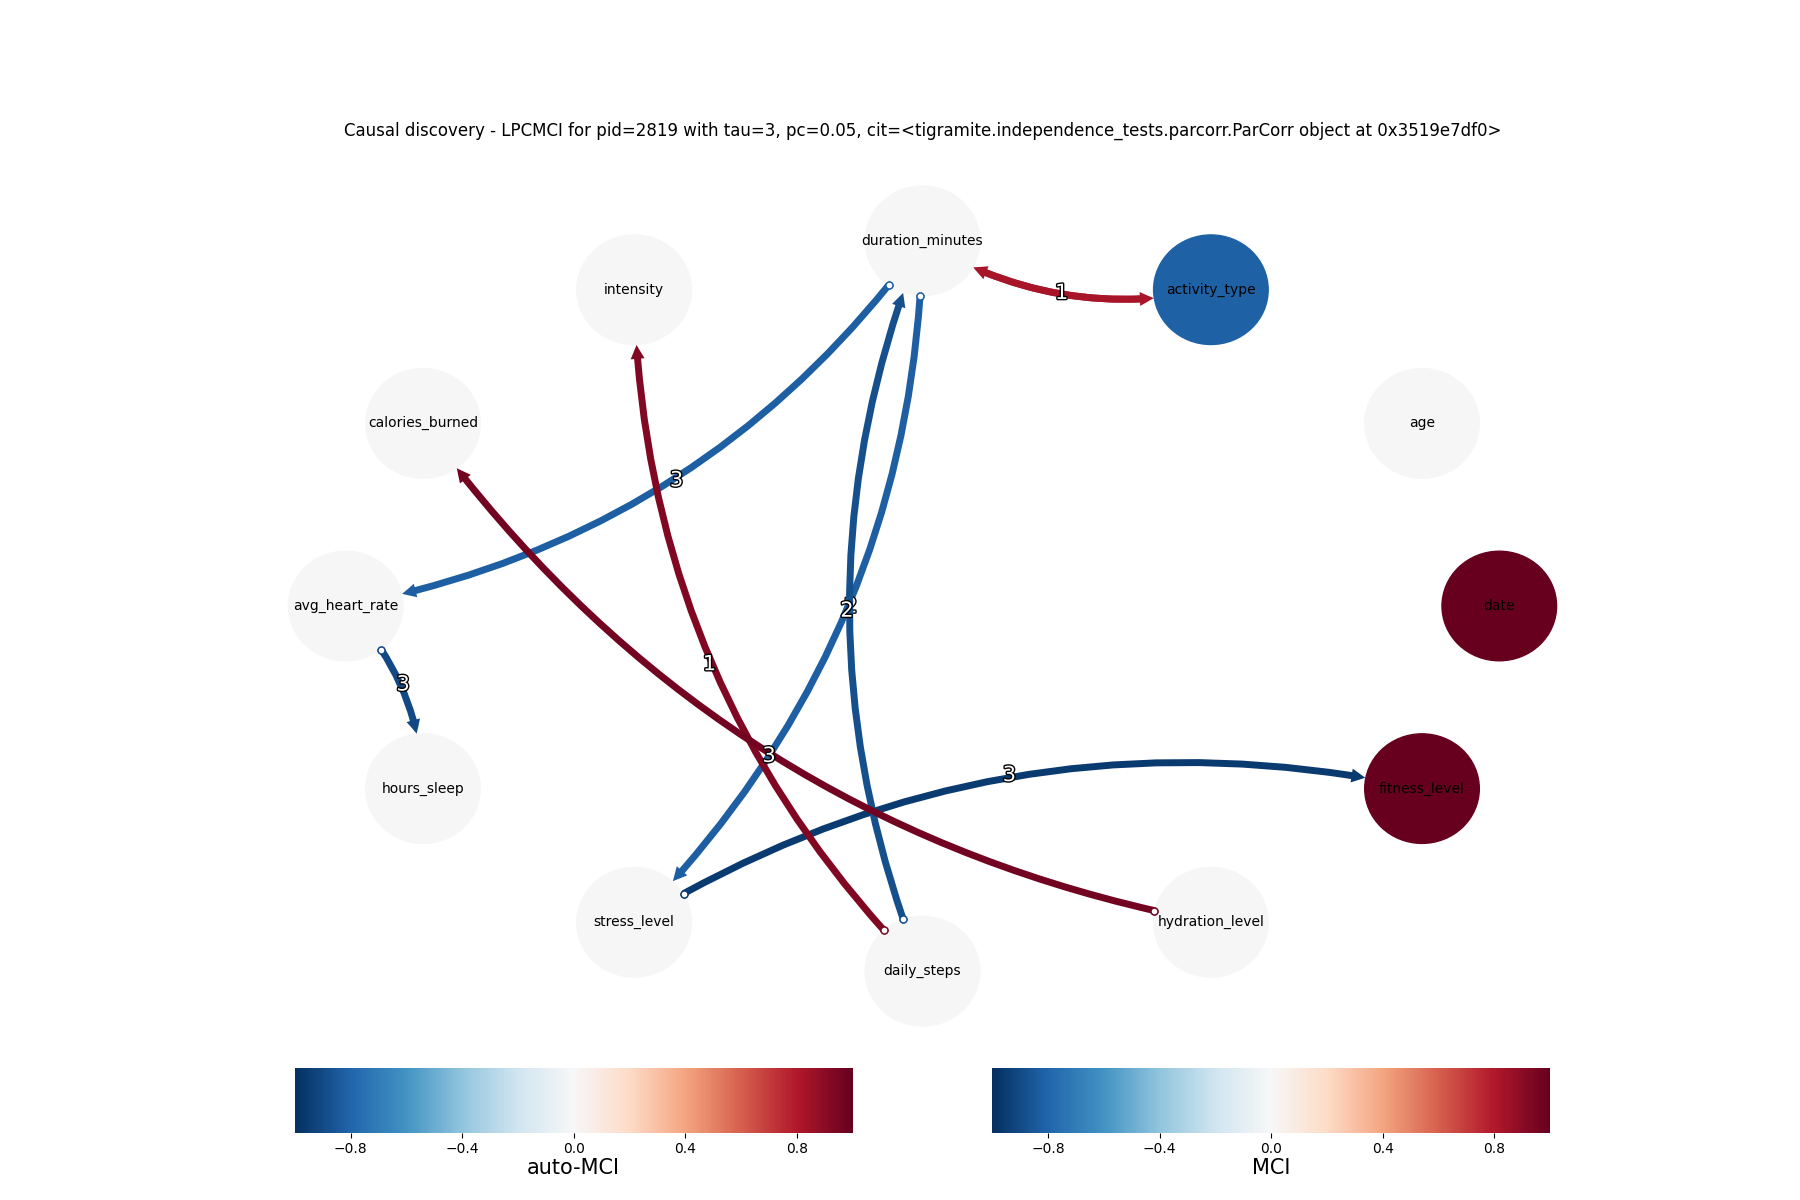 Causal discovery - LPCMCI for pid=2819 with tau=3, pc=0.05, cit=<tigramite.independence_tests.parcorr.ParCorr object at 0x3519e7df0>
duration_minutes
intensity
activity_type
1
calories_burned
age
3
avg_heart_rate
date
2
1
3
3
3
hours_sleep
fitness_level
stress_level
hydration_level
daily_steps
−0.8 −0.4 0.0 0.4 0.8
auto-MCI
−0.8 −0.4 0.0 0.4 0.8
MCI